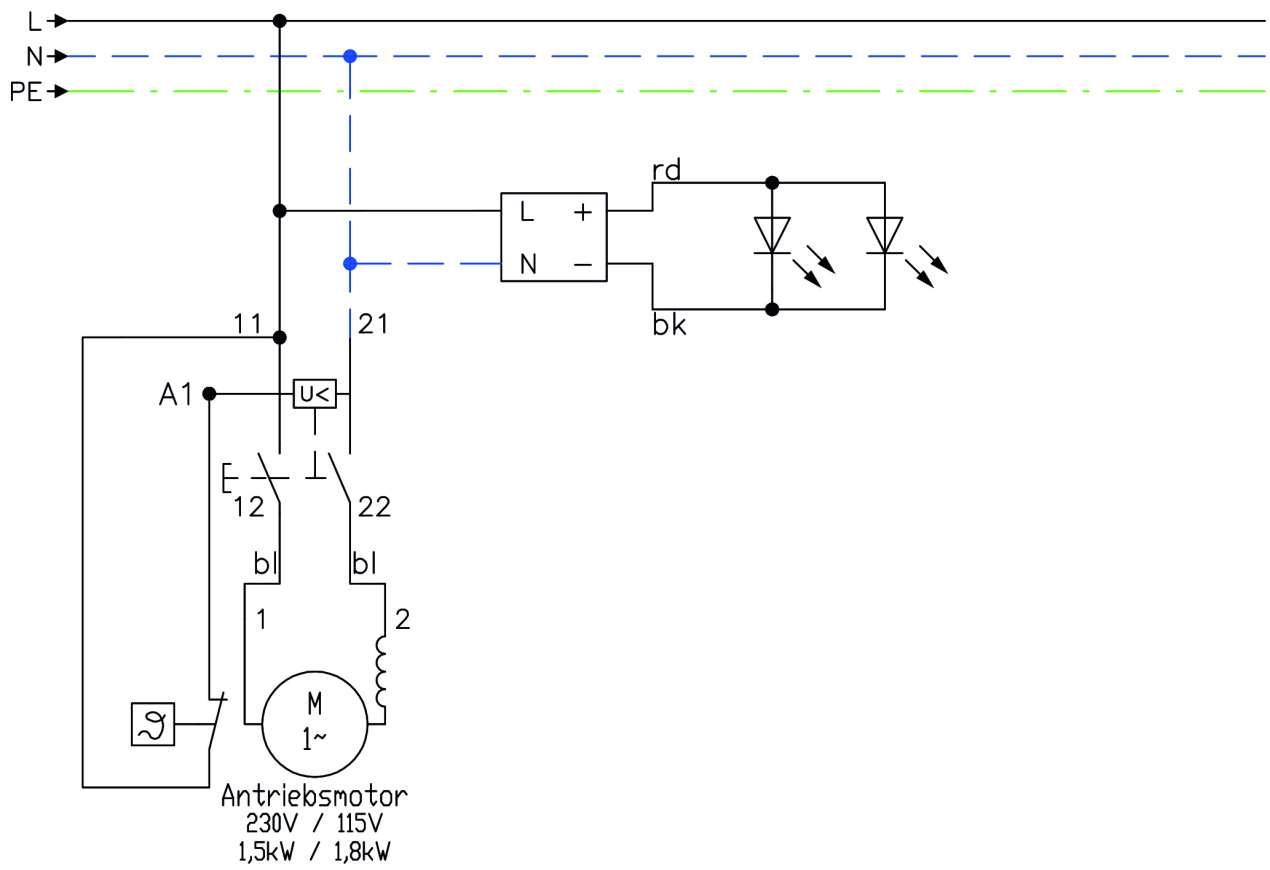 L
N
PE
rd
L +
N −
bk
11 21
A1 U<
12 22
bl bl
1 2
M
1~
ϑ
Antriebsmotor
230V / 115V
1,5kW / 1,8kW